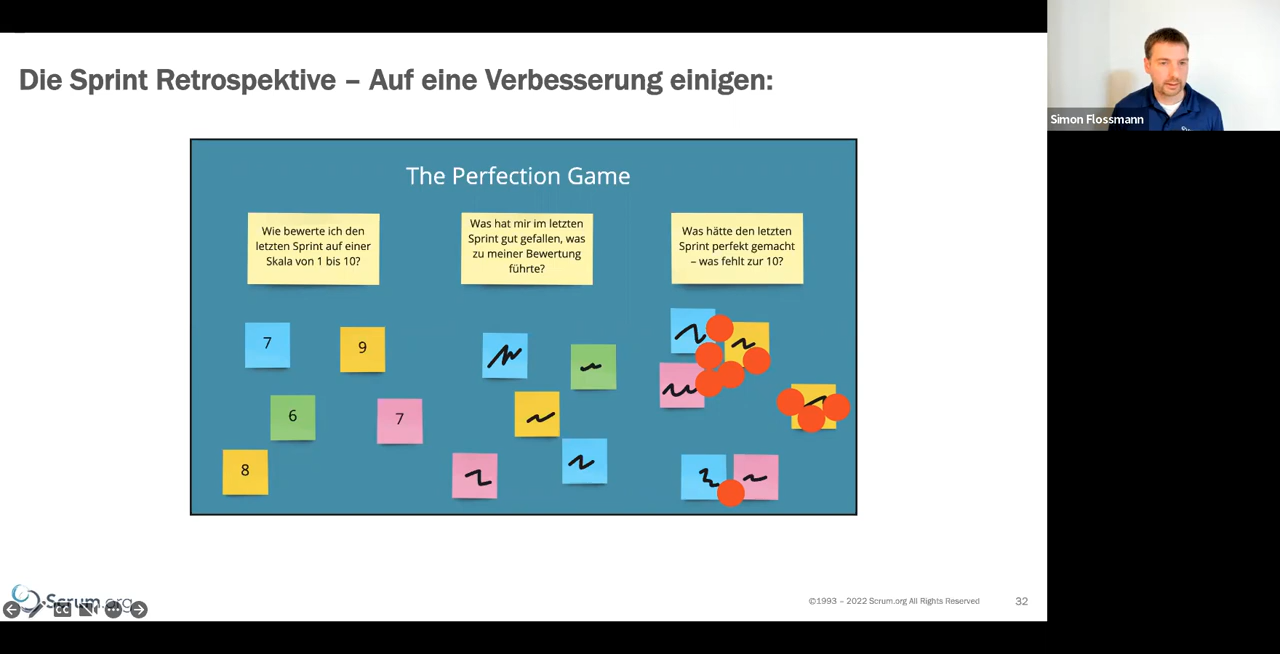 Die Sprint Retrospektive – Auf eine Verbesserung einigen:
Simon Flossmann
The Perfection Game
Wie bewerte ich den
letzten Sprint auf einer
Skala von 1 bis 10?
Was hat mir im letzten
Sprint gut gefallen, was
zu meiner Bewertung
führte?
Was hätte den letzten
Sprint perfekt gemacht
– was fehlt zur 10?
7
9
6
7
8
Scrum.org
CC
©1993 – 2022 Scrum.org All Rights Reserved
32